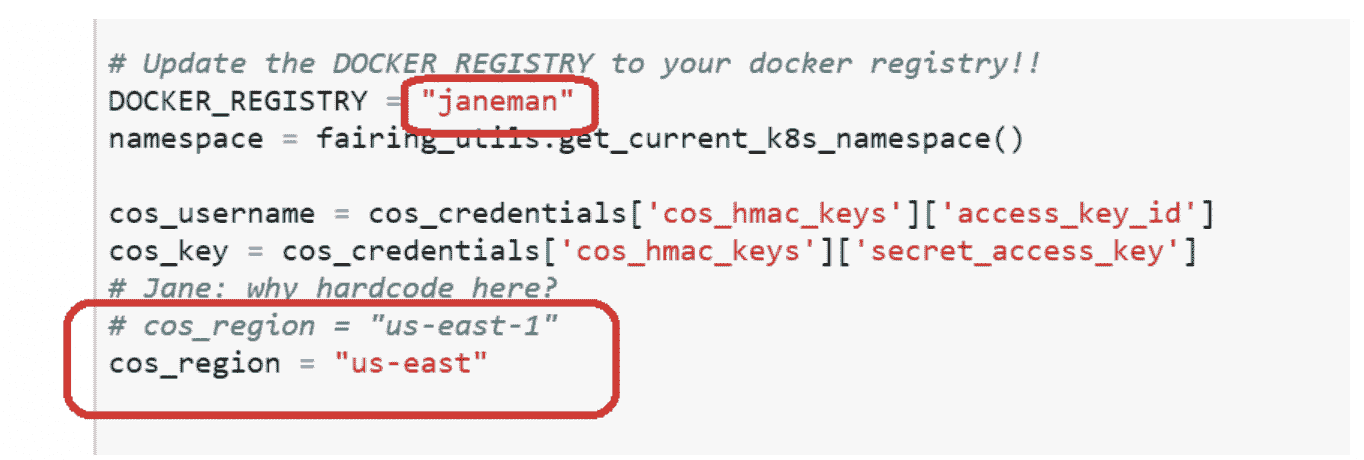 # Update the DOCKER_REGISTRY to your docker registry!!
DOCKER_REGISTRY = "janeman"
namespace = fairing_utils.get_current_k8s_namespace()
cos_username = cos_credentials['cos_hmac_keys']['access_key_id']
cos_key = cos_credentials['cos_hmac_keys']['secret_access_key']
# Jane: why hardcode here?
# cos_region = "us-east-1"
cos_region = "us-east"